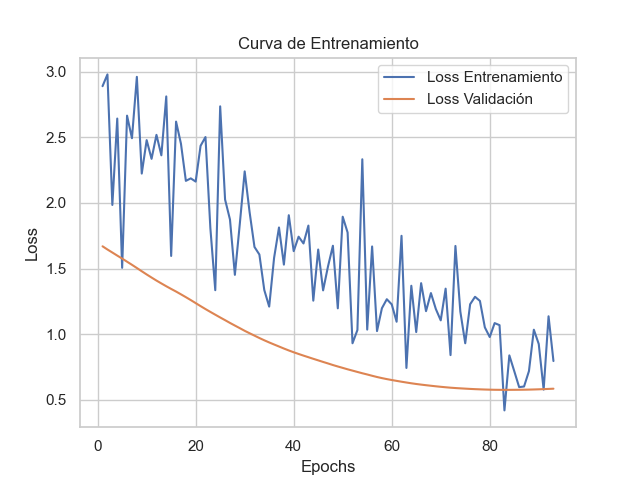 Curva de Entrenamiento
Loss Entrenamiento
Loss Validación
3.0
2.5
2.0
1.5
1.0
0.5
Loss
0
20
40
60
80
Epochs